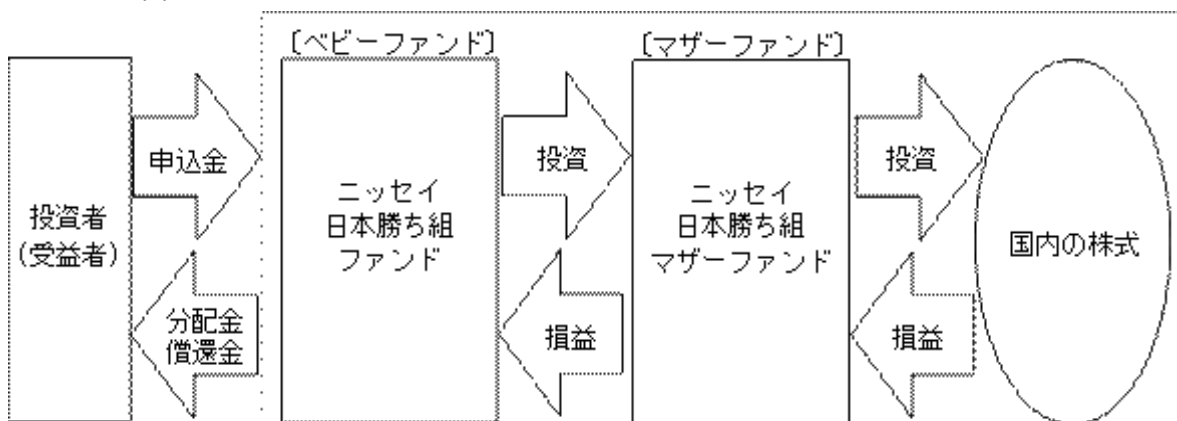 〔ベビーファンド〕
〔マザーファンド〕
申込金
投資
投資
投資者
(受益者)
ニッセイ
日本勝ち組
ファンド
ニッセイ
日本勝ち組
マザーファンド
国内の株式
分配金
償還金
損益
損益